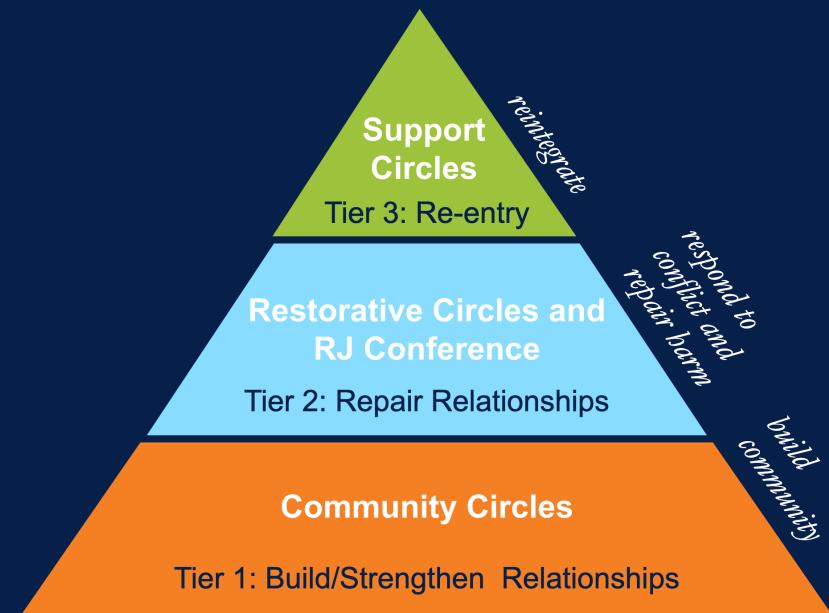 Support
Circles
Tier 3: Re-entry
reintegrate
Restorative Circles and
RJ Conference
Tier 2: Repair Relationships
respond to
conflict and
repair harm
Community Circles
Tier 1: Build/Strengthen  Relationships
build
community